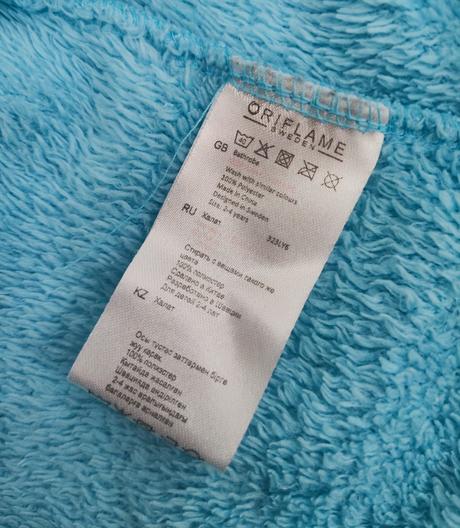 ORIFLAME
SWEDEN
40
GB Bathrobe
Wash with similar colours
100% Polyester
Made in China
Designed in Sweden
Size: 2-4 years
323LY6
RU Халат
Стирать с вещами такого же
цвета
100% полиэстер
Сделано в Китае
Разработано в Швеции
Для детей 2-4 лет
KZ Халат
Осы түстес заттармен бірге
жуу керек.
100% полиэстер
Қытайда жасалған
Швецияда өндірілген
2-4 жас аралығындағы
балаларға арналған